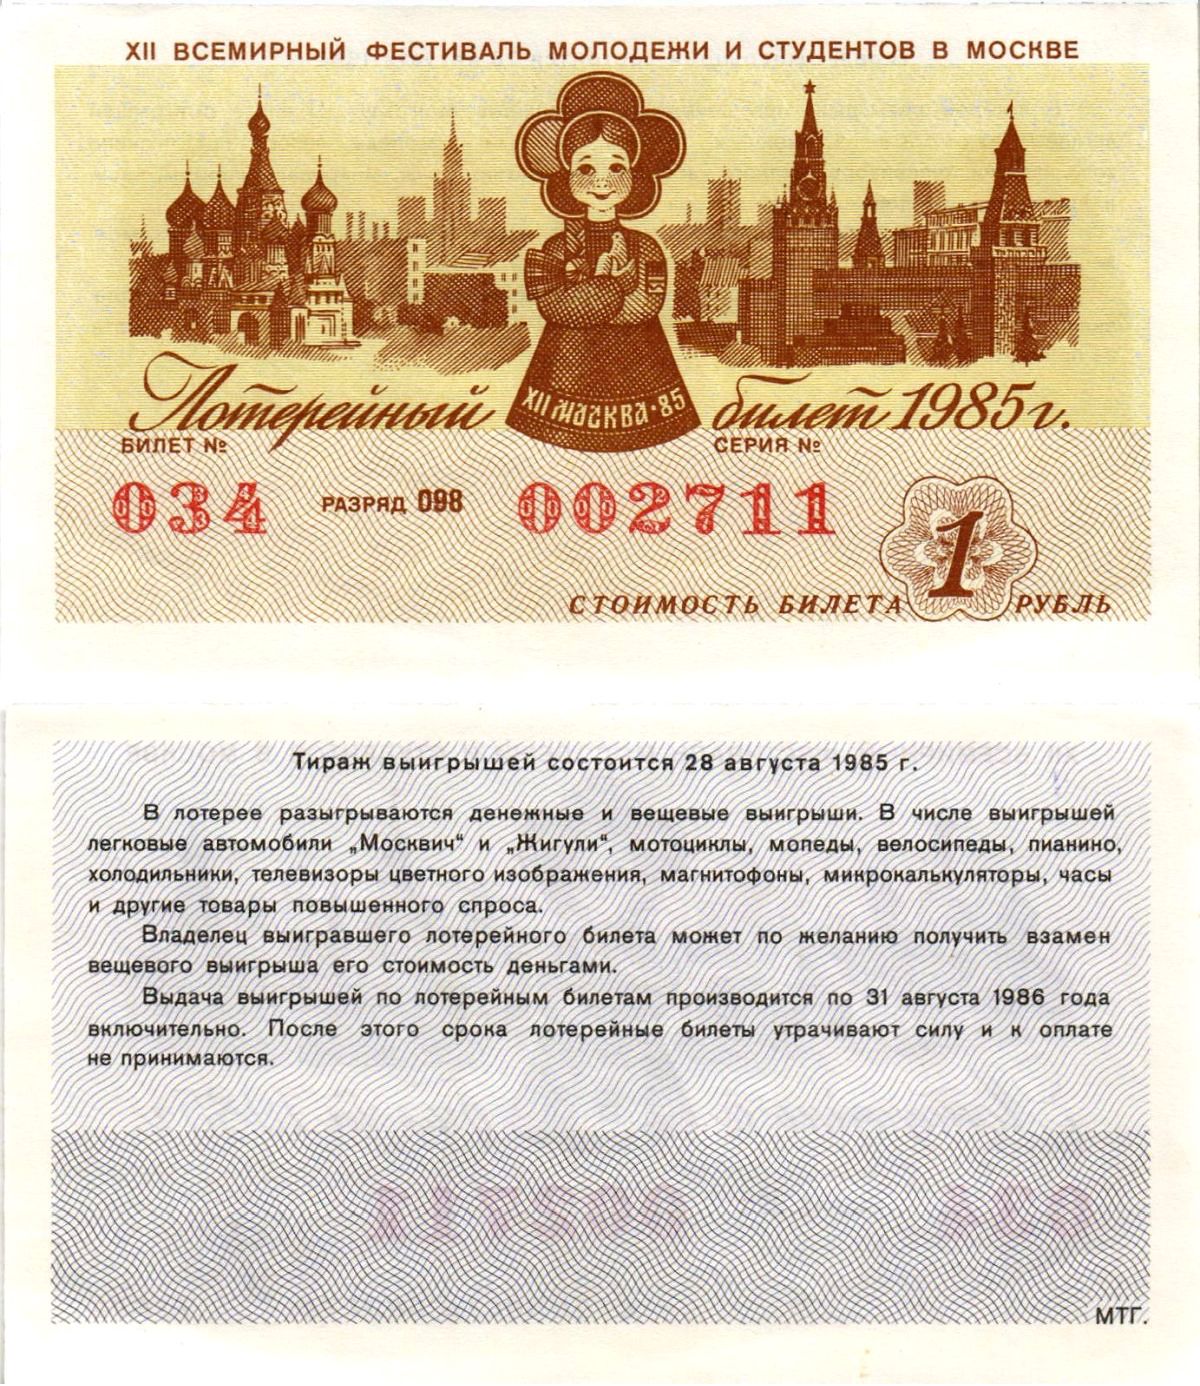 XII ВСЕМИРНЫЙ ФЕСТИВАЛЬ МОЛОДЕЖИ И СТУДЕНТОВ В МОСКВЕ
XII МОСКВА·85
Лотерейный билет 1985 г.
БИЛЕТ № СЕРИЯ №
034 РАЗРЯД 098 002711
СТОИМОСТЬ БИЛЕТА 1 РУБЛЬ
Тираж выигрышей состоится 28 августа 1985 г.
В лотерее разыгрываются денежные и вещевые выигрыши. В числе выигрышей
легковые автомобили „Москвич“ и „Жигули“, мотоциклы, мопеды, велосипеды, пианино,
холодильники, телевизоры цветного изображения, магнитофоны, микрокалькуляторы, часы
и другие товары повышенного спроса.
Владелец выигравшего лотерейного билета может по желанию получить взамен
вещевого выигрыша его стоимость деньгами.
Выдача выигрышей по лотерейным билетам производится по 31 августа 1986 года
включительно. После этого срока лотерейные билеты утрачивают силу и к оплате
не принимаются.
МТГ.